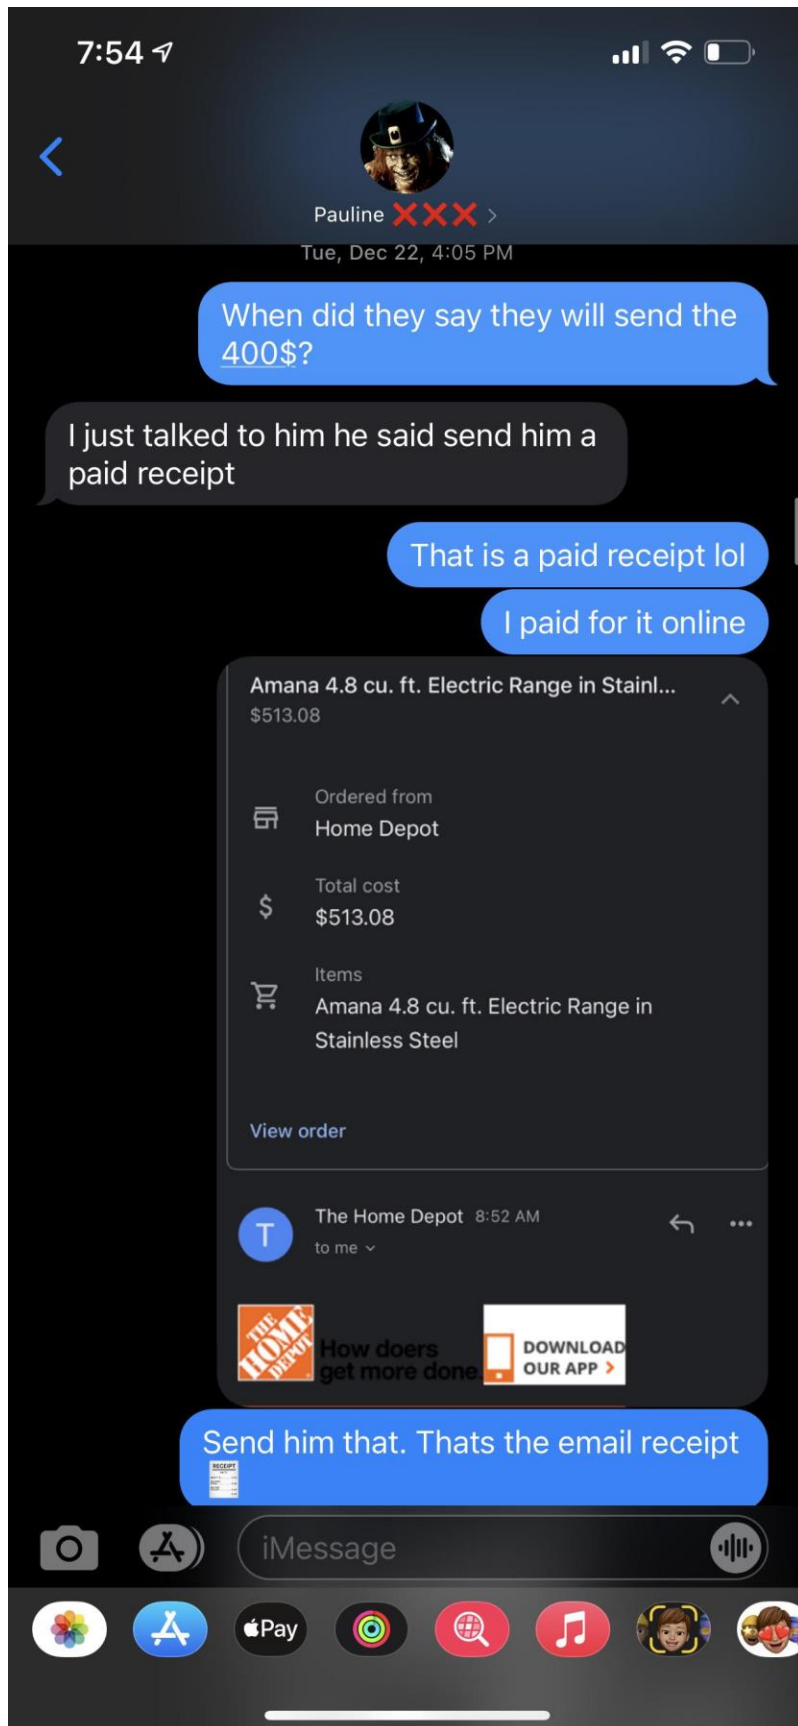 7:54
Pauline ❌❌❌ >
Tue, Dec 22, 4:05 PM
When did they say they will send the
400$?
I just talked to him he said send him a
paid receipt
That is a paid receipt lol
I paid for it online
Amana 4.8 cu. ft. Electric Range in Stainl...
$513.08
Ordered from
Home Depot
$
Total cost
$513.08
Items
Amana 4.8 cu. ft. Electric Range in
Stainless Steel
View order
T
The Home Depot 8:52 AM
to me
THE
HOME
DEPOT
How doers
get more done.
DOWNLOAD
OUR APP >
Send him that. Thats the email receipt
🧾
iMessage
Pay